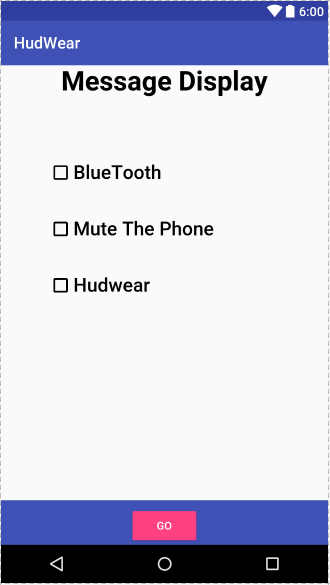 6:00
HudWear
Message Display
BlueTooth
Mute The Phone
Hudwear
GO